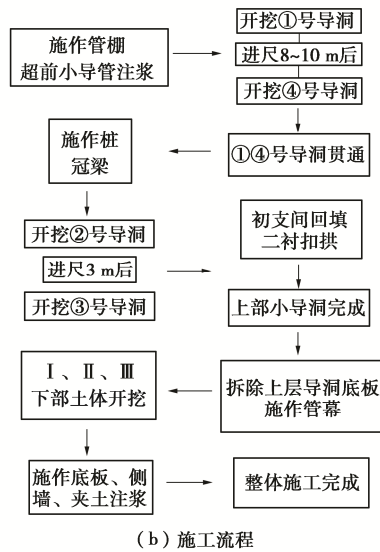 施作管棚
超前小导管注浆
开挖①号导洞
进尺8~10 m后
开挖④号导洞
①④号导洞贯通
施作桩
冠梁
开挖②号导洞
进尺3 m后
开挖③号导洞
初支间回填
二衬扣拱
上部小导洞完成
拆除上层导洞底板
施作管幕
Ⅰ、Ⅱ、Ⅲ
下部土体开挖
施作底板、侧
墙、夹土注浆
整体施工完成
(b) 施工流程